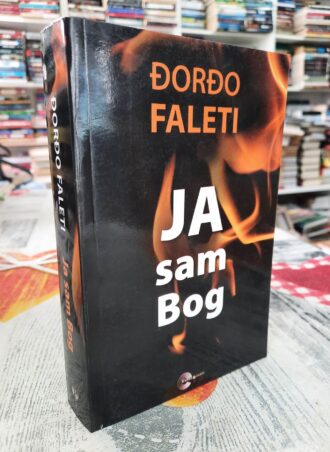 ĐORĐO
FALETI
JA
sam
Bog
ĐORĐO FALETI
Ja sam Bog